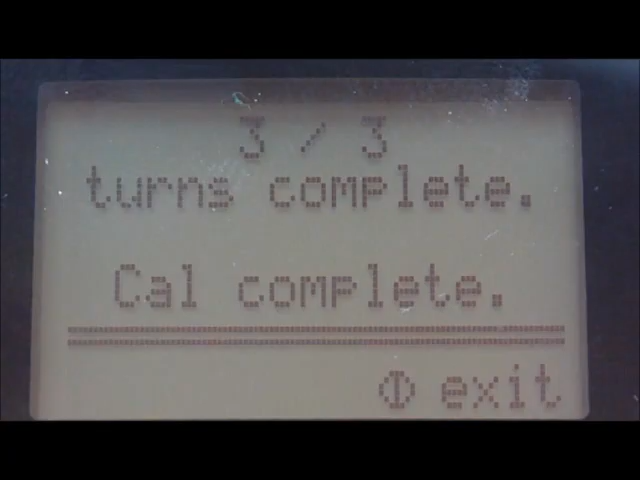 3 / 3
turns complete.
Cal complete.
Φ exit